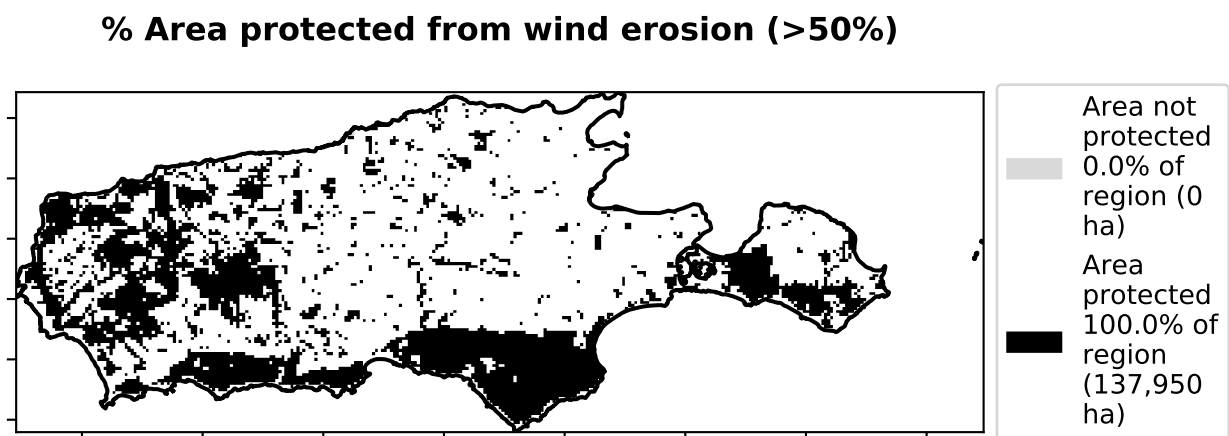 % Area protected from wind erosion (>50%)
Area not
protected
0.0% of
region (0
ha)
Area
protected
100.0% of
region
(137,950
ha)